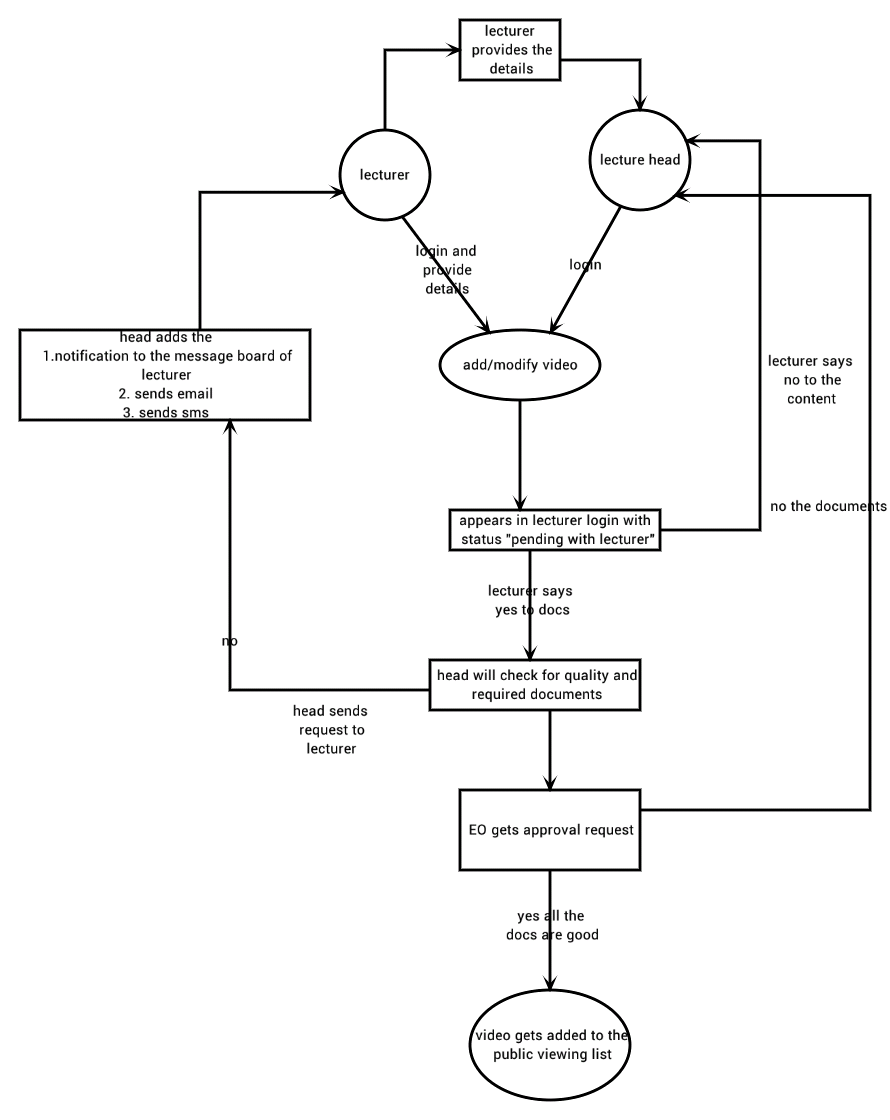 lecturer
provides the
details
lecturer
lecture head
login and
provide
details
login
head adds the
1.notification to the message board of
lecturer
2. sends email
3. sends sms
add/modify video
lecturer says
no to the
content
no the documents
appears in lecturer login with
status "pending with lecturer"
lecturer says
yes to docs
no
head will check for quality and
required documents
head sends
request to
lecturer
EO gets approval request
yes all the
docs are good
video gets added to the
public viewing list